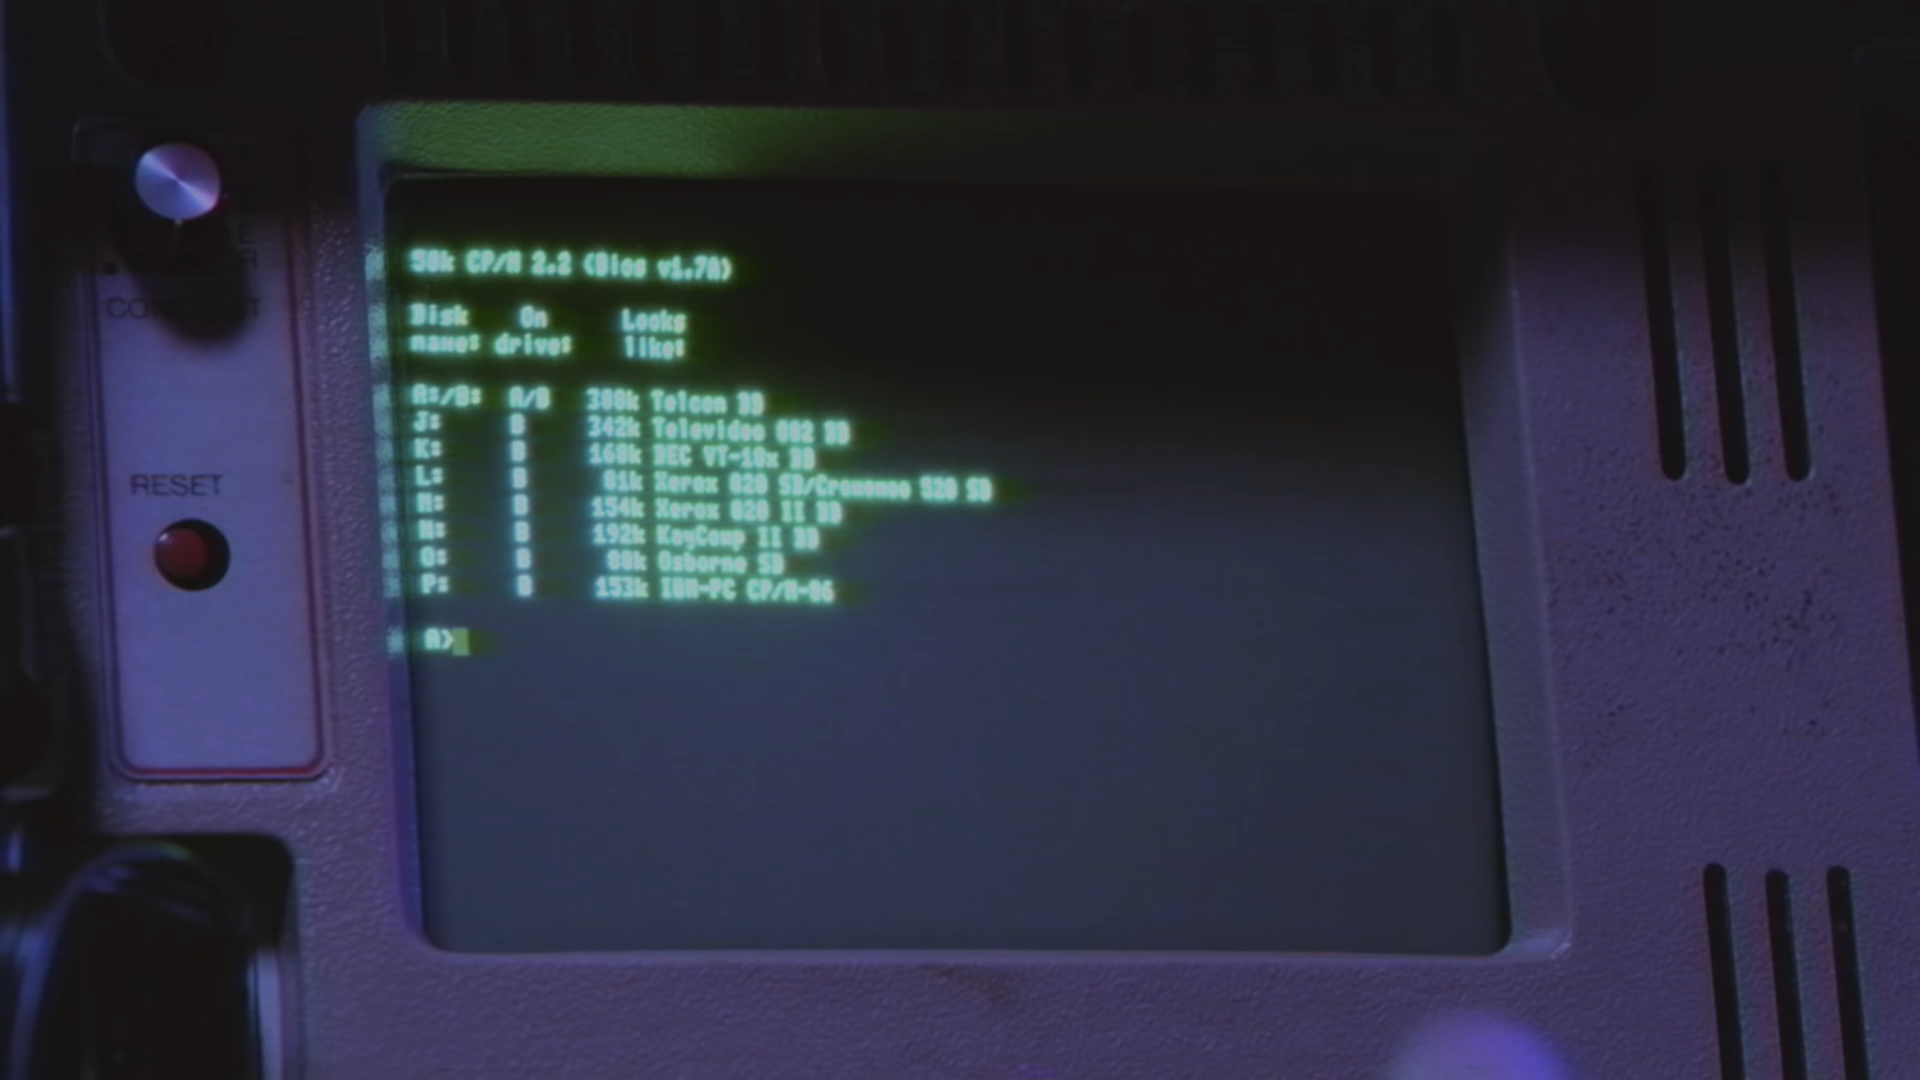 58k CP/M 2.2 (Bios v1.7A)
Disk On Looks
name: drive: like:
A:/B: A/B 380k Telcon DD
J: B 342k Televideo 802 DD
K: B 160k DEC VT-18x DD
L: B 81k Xerox 820 SD/Cromemco 520 SD
M: B 154k Xerox 820 II DD
N: B 192k KayComp II DD
O: B 88k Osborne SD
P: B 153k IBM-PC CP/M-86
A>
RESET